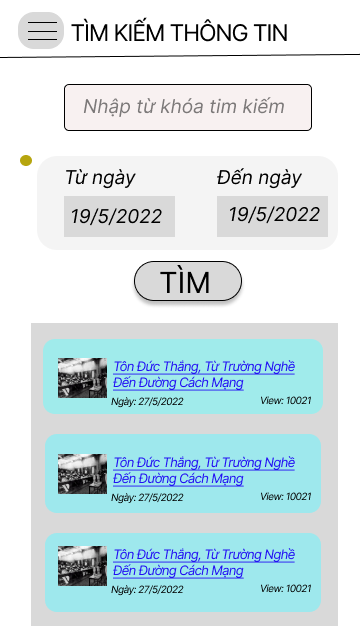 TÌM KIẾM THÔNG TIN
Nhập từ khóa tim kiếm
Từ ngày
Đến ngày
19/5/2022
19/5/2022
TÌM
Tôn Đức Thắng, Từ Trường Nghề
Đến Đường Cách Mạng
Ngày: 27/5/2022
View: 10021
Tôn Đức Thắng, Từ Trường Nghề
Đến Đường Cách Mạng
Ngày: 27/5/2022
View: 10021
Tôn Đức Thắng, Từ Trường Nghề
Đến Đường Cách Mạng
Ngày: 27/5/2022
View: 10021